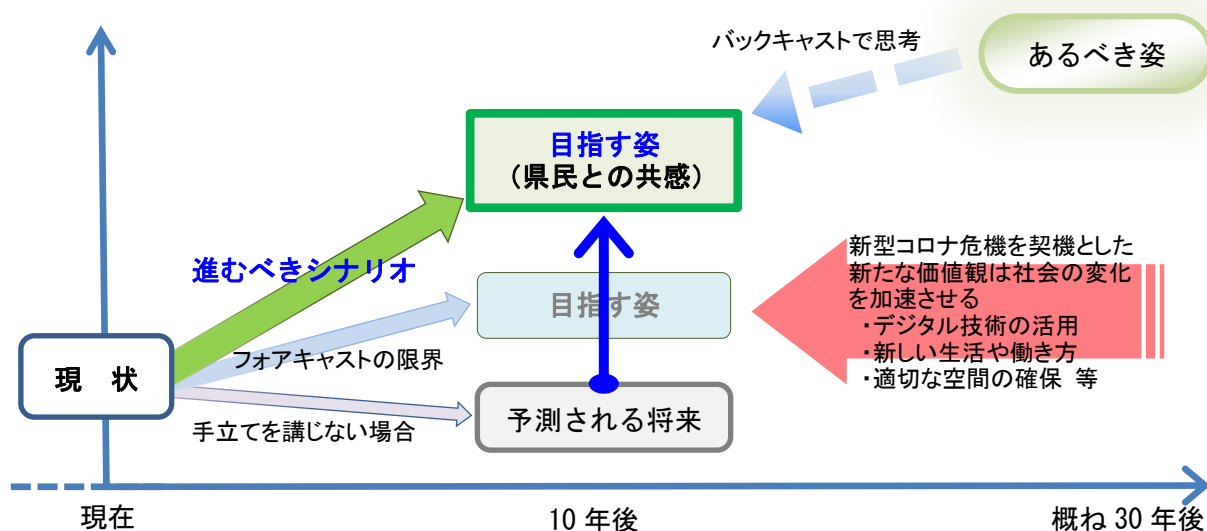 バックキャストで思考
あるべき姿
目指す姿
（県民との共感）
進むべきシナリオ
新型コロナ危機を契機とした
新たな価値観は社会の変化
を加速させる
・デジタル技術の活用
・新しい生活や働き方
・適切な空間の確保 等
目指す姿
フォアキャストの限界
現 状
予測される将来
手立てを講じない場合
現在
10 年後
概ね 30 年後